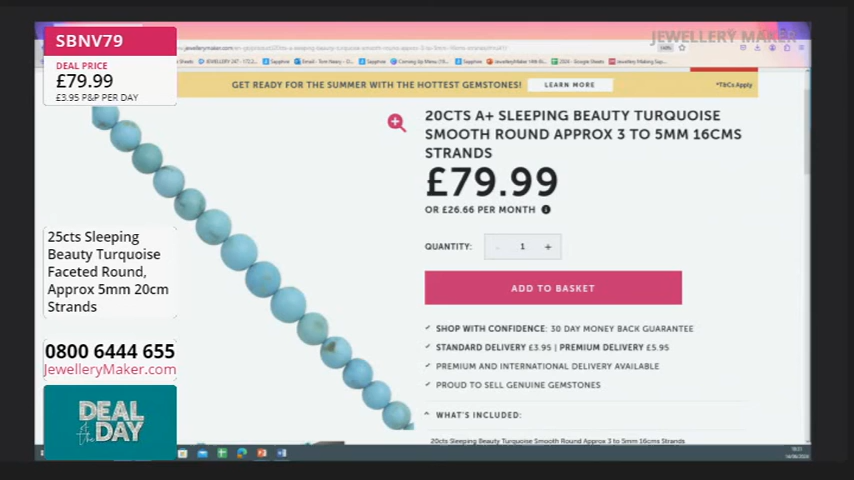 SBNV79
DEAL PRICE
£79.99
£3.95 P&P PER DAY
JEWELLERY MAKER
GET READY FOR THE SUMMER WITH THE HOTTEST GEMSTONES!
LEARN MORE
*T&Cs Apply
20CTS A+ SLEEPING BEAUTY TURQUOISE
SMOOTH ROUND APPROX 3 TO 5MM 16CMS
STRANDS
£79.99
OR £26.66 PER MONTH
QUANTITY:
- 1 +
ADD TO BASKET
✓ SHOP WITH CONFIDENCE: 30 DAY MONEY BACK GUARANTEE
✓ STANDARD DELIVERY £3.95 | PREMIUM DELIVERY £5.95
✓ PREMIUM AND INTERNATIONAL DELIVERY AVAILABLE
✓ PROUD TO SELL GENUINE GEMSTONES
WHAT'S INCLUDED:
20cts Sleeping Beauty Turquoise Smooth Round Approx 3 to 5mm 16cms Strands
25cts Sleeping
Beauty Turquoise
Faceted Round,
Approx 5mm 20cm
Strands
0800 6444 655
JewelleryMaker.com
DEAL
of the
DAY